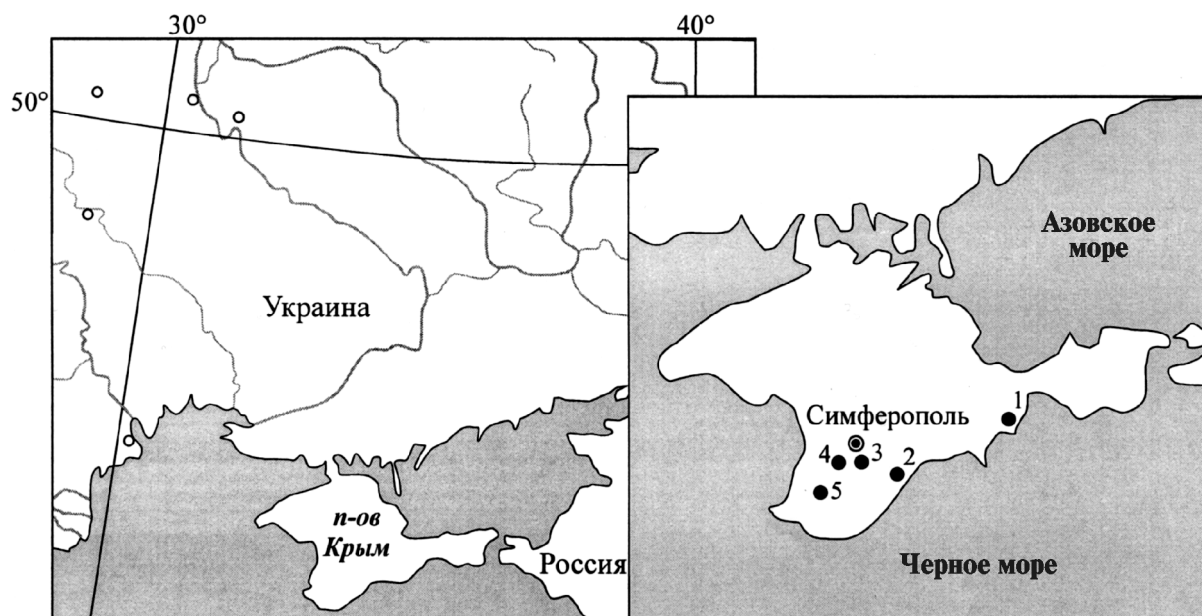 30°
40°
50°
Украина
п-ов
Крым
Россия
Азовское
море
Симферополь
1
4
3
2
5
Черное море